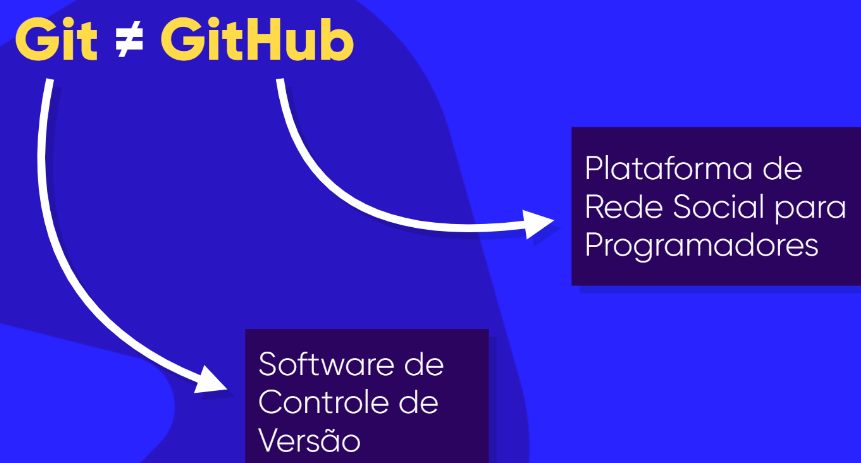 Git ≠ GitHub
Plataforma de
Rede Social para
Programadores
Software de
Controle de
Versão